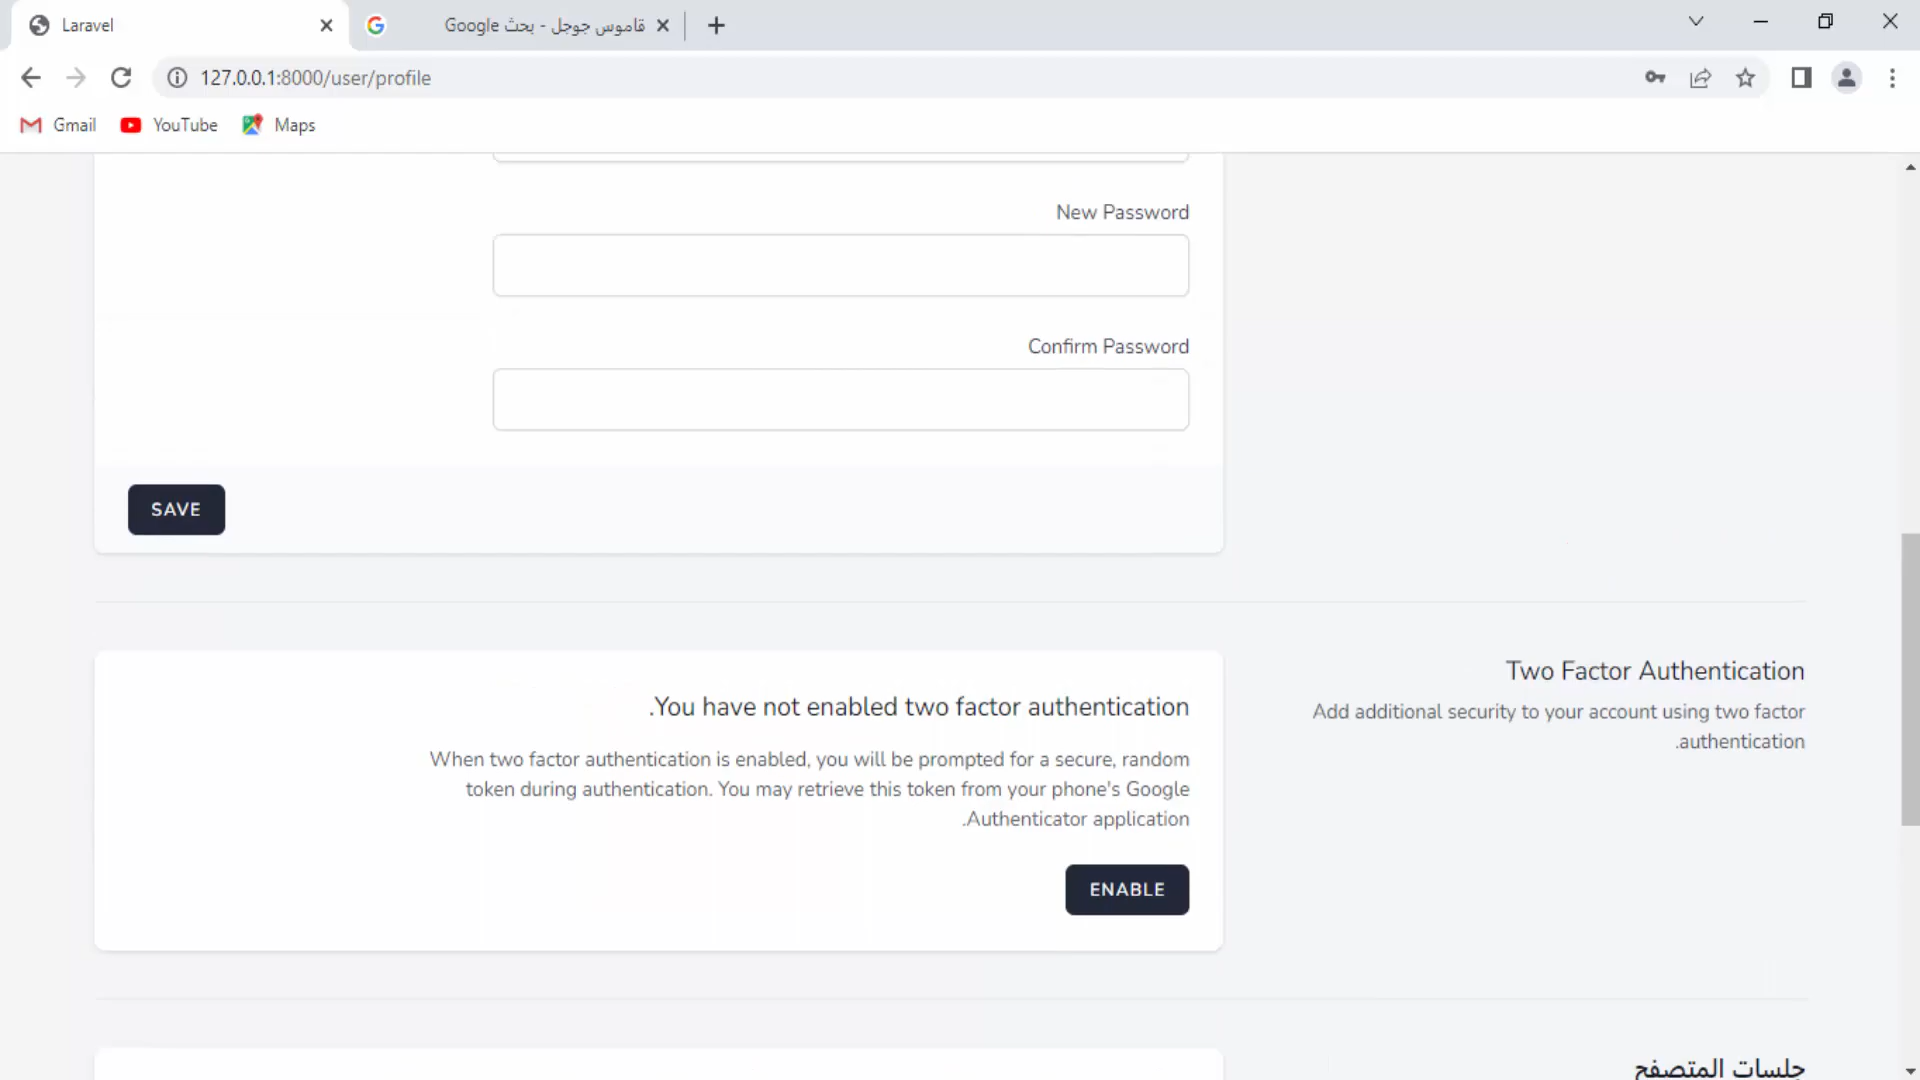 Laravel
قاموس جوجل - بحث Google
127.0.0.1:8000/user/profile
Gmail
YouTube
Maps
New Password
Confirm Password
SAVE
Two Factor Authentication
Add additional security to your account using two factor
authentication.
You have not enabled two factor authentication.
When two factor authentication is enabled, you will be prompted for a secure, random
token during authentication. You may retrieve this token from your phone's Google
Authenticator application.
ENABLE
جلسات المتصفح